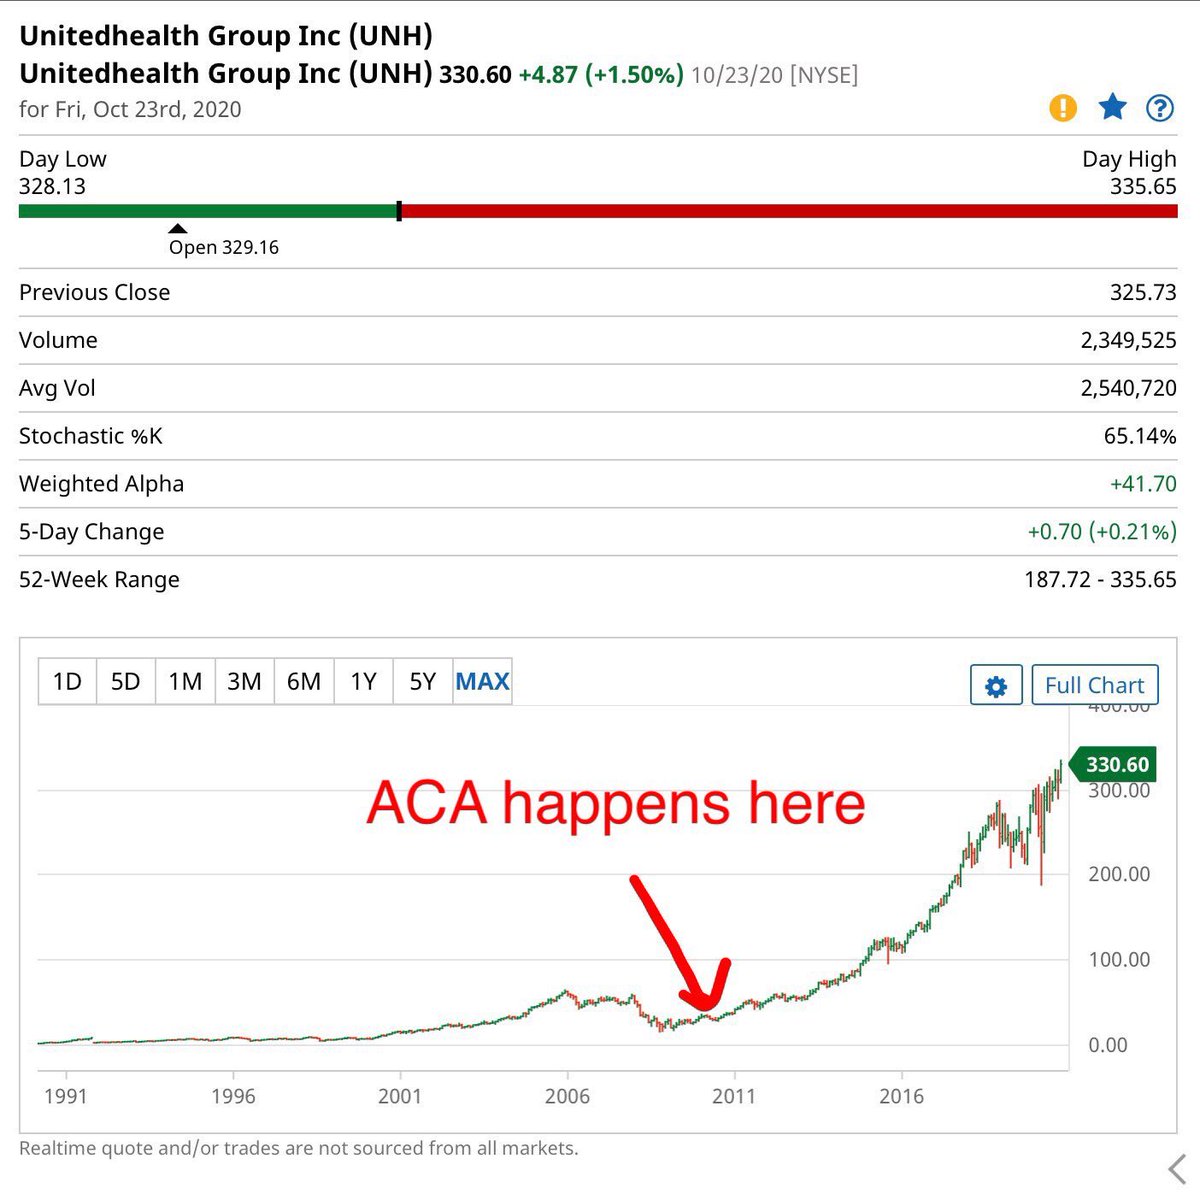 Unitedhealth Group Inc (UNH)
Unitedhealth Group Inc (UNH) 330.60 +4.87 (+1.50%) 10/23/20 [NYSE]
for Fri, Oct 23rd, 2020
Day Low Day High
328.13 335.65
Open 329.16
Previous Close 325.73
Volume 2,349,525
Avg Vol 2,540,720
Stochastic %K 65.14%
Weighted Alpha +41.70
5-Day Change +0.70 (+0.21%)
52-Week Range 187.72 - 335.65
1D 5D 1M 3M 6M 1Y 5Y MAX Full Chart
400.00
330.60
300.00
ACA happens here
200.00
100.00
0.00
1991 1996 2001 2006 2011 2016
Realtime quote and/or trades are not sourced from all markets.